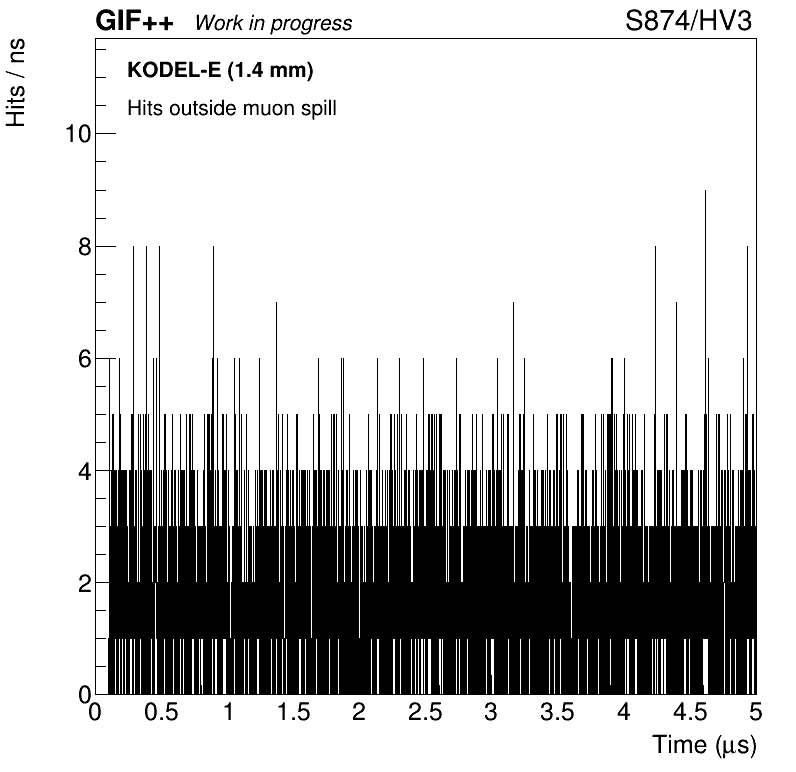 GIF++ Work in progress S874/HV3
Hits / ns
KODEL-E (1.4 mm)
Hits outside muon spill
10
8
6
4
2
0
0 0.5 1 1.5 2 2.5 3 3.5 4 4.5 5
Time (μs)